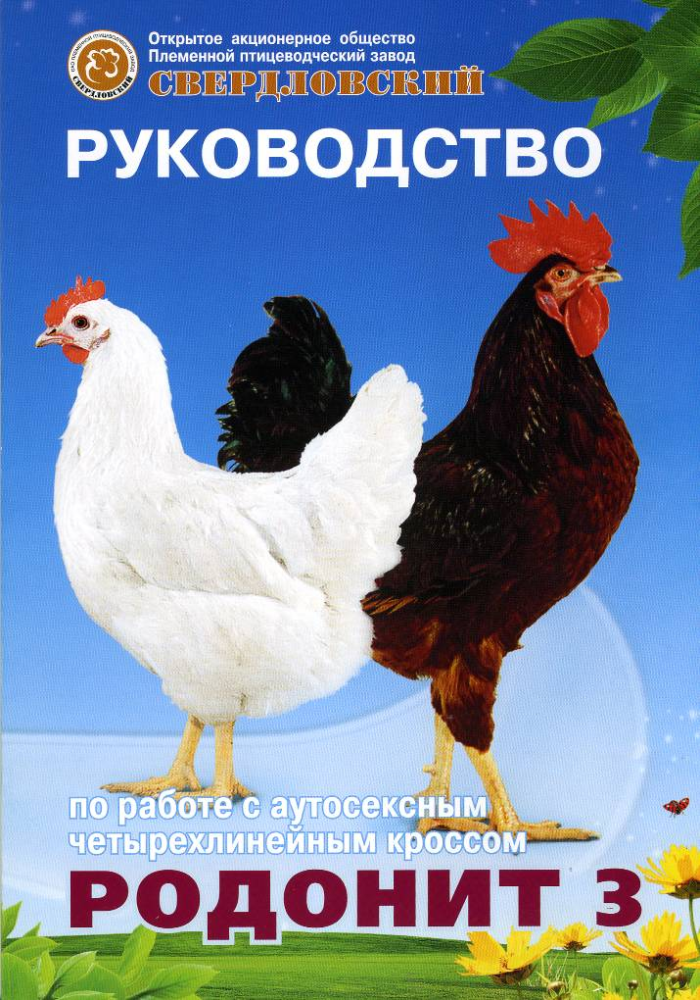 Открытое акционерное общество
Племенной птицеводческий завод
СВЕРДЛОВСКИЙ
ОАО ПЛЕМЕННОЙ ПТИЦЕВОДЧЕСКИЙ ЗАВОД
СВЕРДЛОВСКИЙ
РУКОВОДСТВО
по работе с аутосексным
четырехлинейным кроссом
РОДОНИТ 3